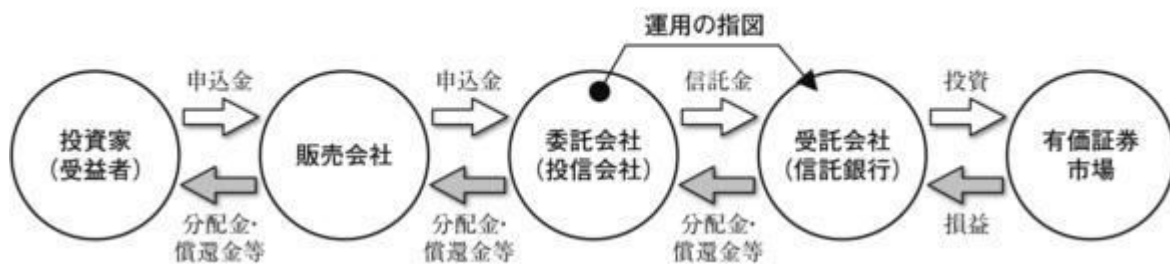 運用の指図
申込金
申込金
信託金
投資
投資家
(受益者)
販売会社
委託会社
(投信会社)
受託会社
(信託銀行)
有価証券
市場
分配金・
償還金等
分配金・
償還金等
分配金・
償還金等
損益